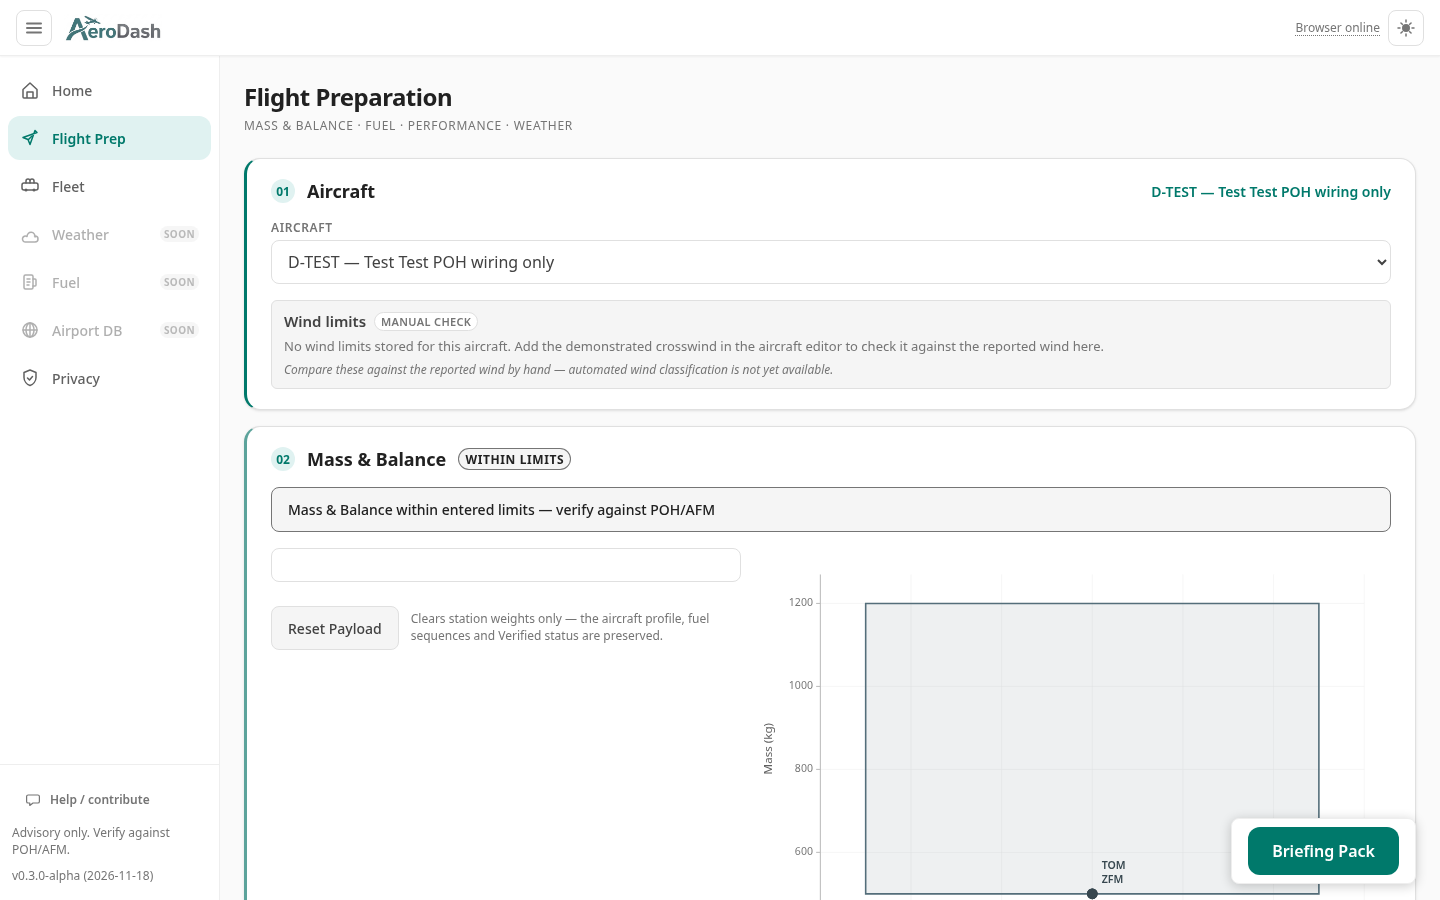 AeroDash
Browser online
Home
Flight Prep
Fleet
Weather SOON
Fuel SOON
Airport DB SOON
Privacy
Help / contribute
Advisory only. Verify against
POH/AFM.
v0.3.0-alpha (2026-11-18)
Flight Preparation
MASS & BALANCE · FUEL · PERFORMANCE · WEATHER
01 Aircraft
D-TEST — Test Test POH wiring only
AIRCRAFT
D-TEST — Test Test POH wiring only
Wind limits MANUAL CHECK
No wind limits stored for this aircraft. Add the demonstrated crosswind in the aircraft editor to check it against the reported wind here.
Compare these against the reported wind by hand — automated wind classification is not yet available.
02 Mass & Balance WITHIN LIMITS
Mass & Balance within entered limits — verify against POH/AFM
Reset Payload
Clears station weights only — the aircraft profile, fuel
sequences and Verified status are preserved.
Mass (kg)
1200
1000
800
600
TOM
ZFM
Briefing Pack